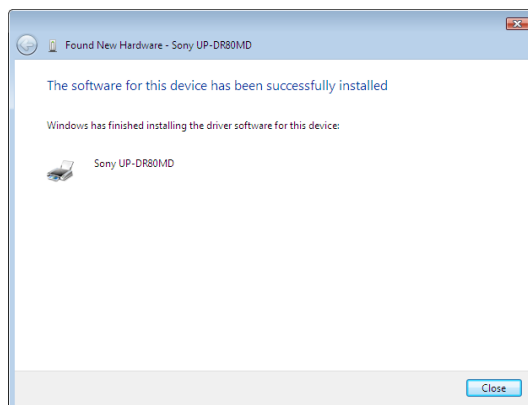 Found New Hardware - Sony UP-DR80MD
The software for this device has been successfully installed
Windows has finished installing the driver software for this device:
Sony UP-DR80MD
Close